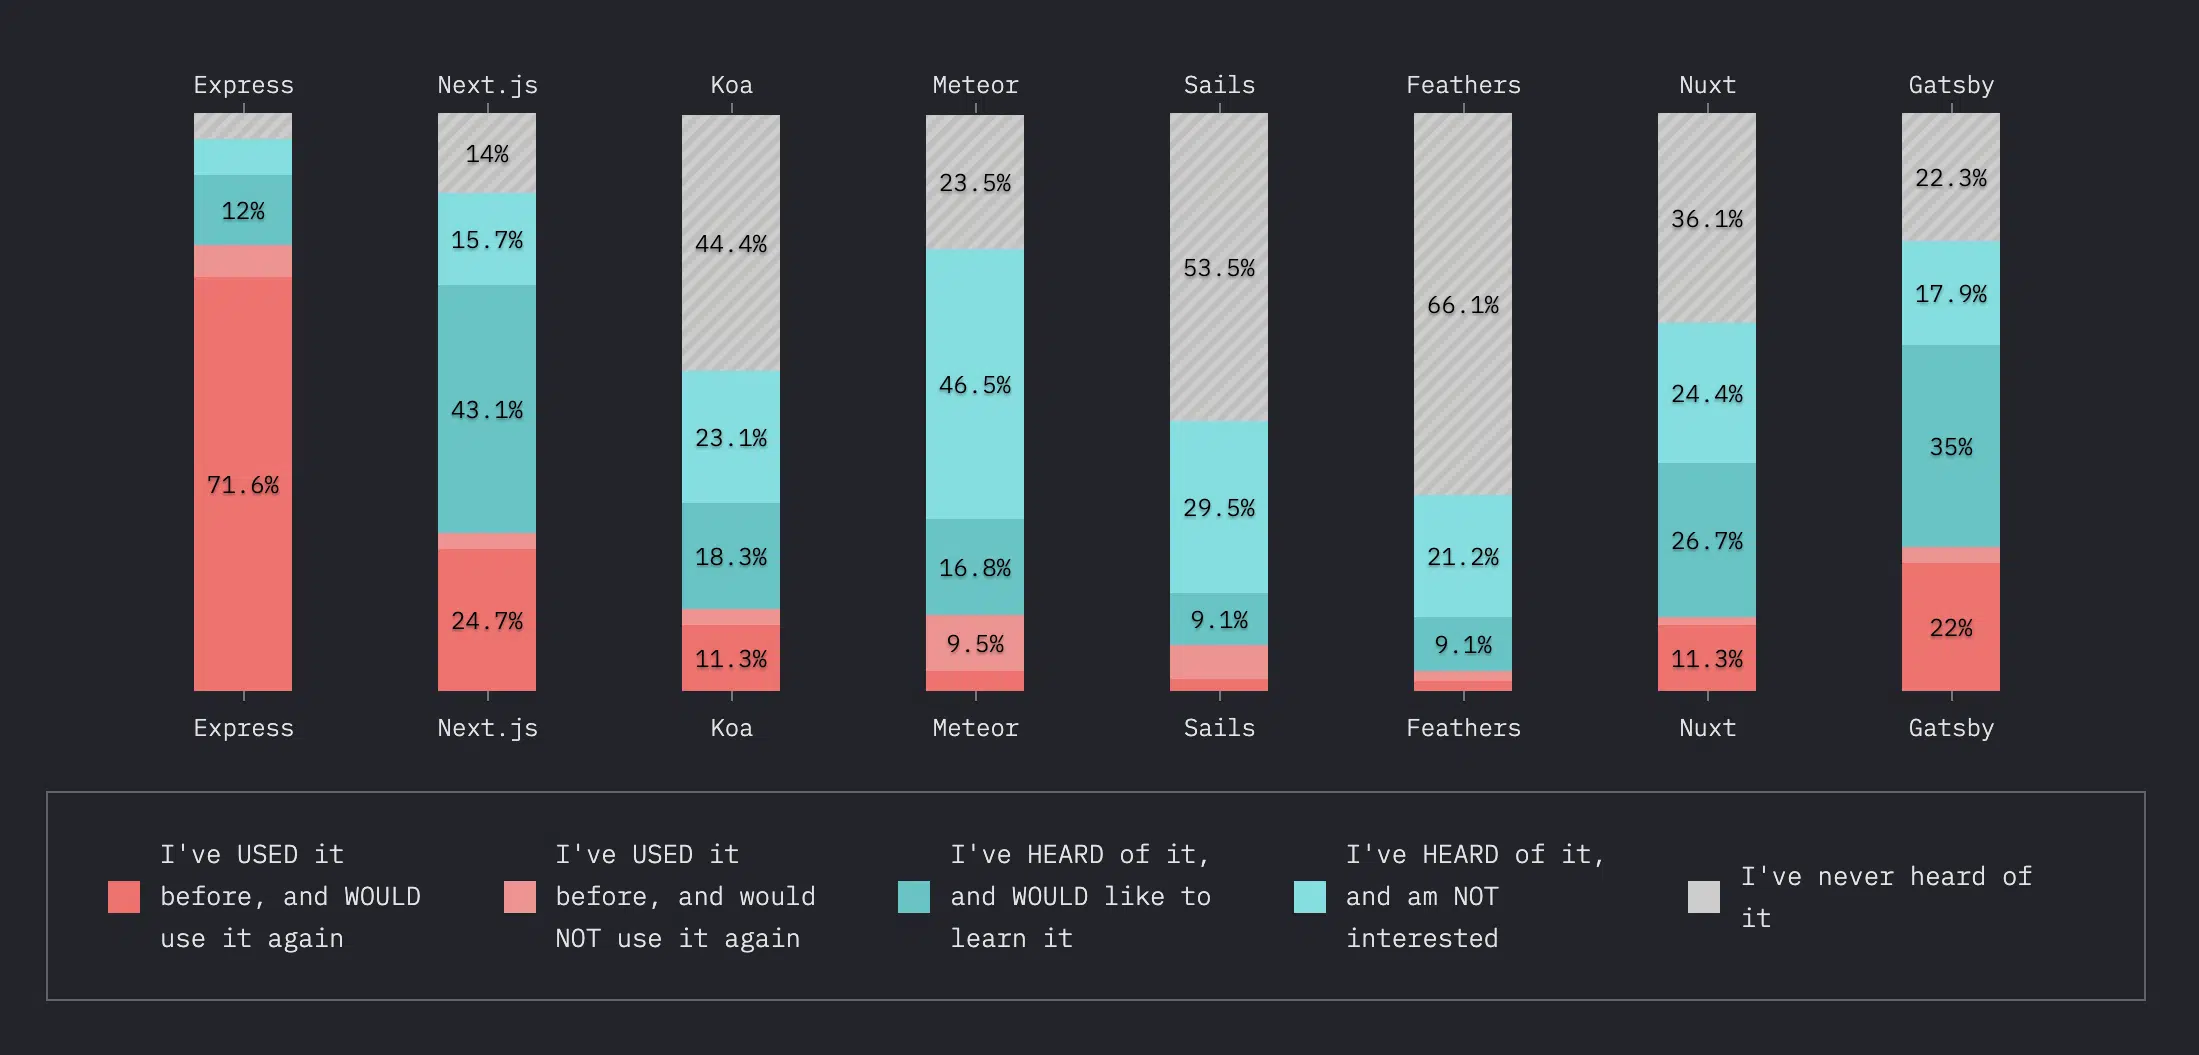 Express Next.js Koa Meteor Sails Feathers Nuxt Gatsby
12%
71.6%
14%
15.7%
43.1%
24.7%
44.4%
23.1%
18.3%
11.3%
23.5%
46.5%
16.8%
9.5%
53.5%
29.5%
9.1%
66.1%
21.2%
9.1%
36.1%
24.4%
26.7%
11.3%
22.3%
17.9%
35%
22%
Express Next.js Koa Meteor Sails Feathers Nuxt Gatsby
I've USED it
before, and WOULD
use it again
I've USED it
before, and would
NOT use it again
I've HEARD of it,
and WOULD like to
learn it
I've HEARD of it,
and am NOT
interested
I've never heard of
it